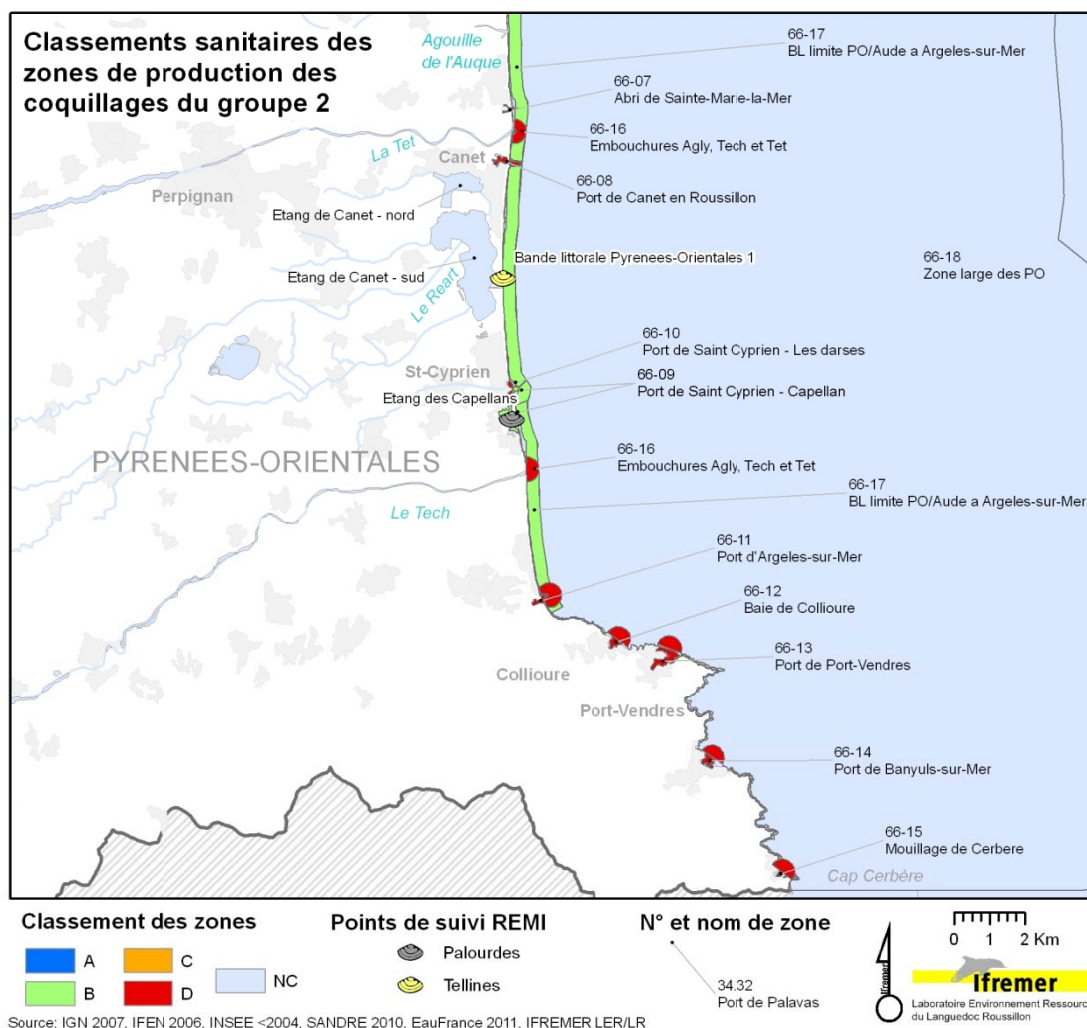 Classements sanitaires des
zones de production des
coquillages du groupe 2
Agouille
de l'Auque
66-17
BL limite PO/Aude a Argeles-sur-Mer
66-07
Abri de Sainte-Marie-la-Mer
66-16
Embouchures Agly, Tech et Tet
La Tet
Canet
66-08
Port de Canet en Roussillon
Perpignan
Etang de Canet - nord
Bande littorale Pyrenees-Orientales 1
66-18
Zone large des PO
Etang de Canet - sud
Le Reart
66-10
Port de Saint Cyprien - Les darses
St-Cyprien
66-09
Port de Saint Cyprien - Capellan
Etang des Capellans
PYRENEES-ORIENTALES
66-16
Embouchures Agly, Tech et Tet
66-17
BL limite PO/Aude a Argeles-sur-Mer
Le Tech
66-11
Port d'Argeles-sur-Mer
66-12
Baie de Collioure
66-13
Port de Port-Vendres
Collioure
Port-Vendres
66-14
Port de Banyuls-sur-Mer
66-15
Mouillage de Cerbere
Cap Cerbère
Classement des zones
A
B
C
D
NC
Points de suivi REMI
Palourdes
Tellines
N° et nom de zone
34.32
Port de Palavas
Ifremer
0 1 2 Km
Ifremer
Laboratoire Environnement Ressourc
du Languedoc Roussillon
Source: IGN 2007, IFEN 2006, INSEE <2004, SANDRE 2010, EauFrance 2011, IFREMER LER/LR